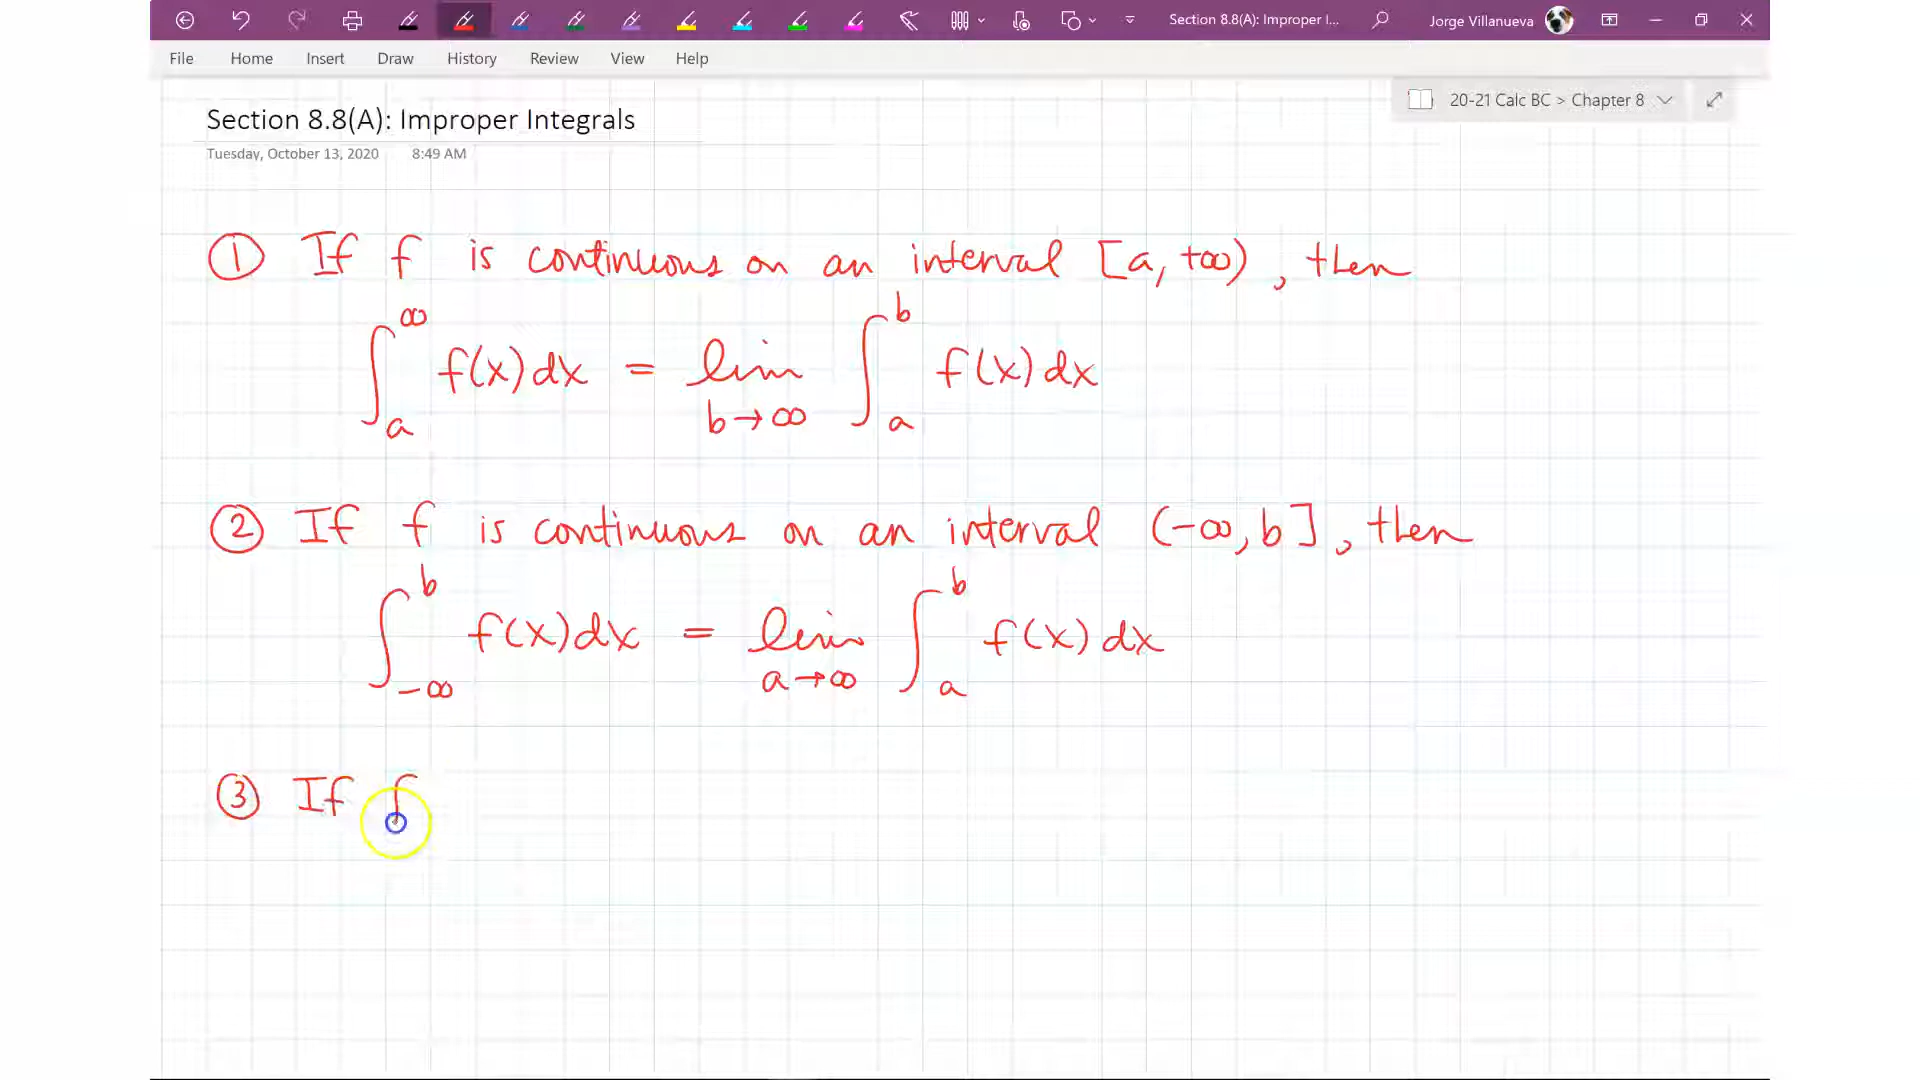 Section 8.8(A): Improper I... Jorge Villanueva
File Home Insert Draw History Review View Help
20-21 Calc BC > Chapter 8
Section 8.8(A): Improper Integrals
Tuesday, October 13, 2020 8:49 AM
① If f is continuous on an interval [a, +∞), then
∫_a^∞ f(x)dx = lim_{b→∞} ∫_a^b f(x)dx
② If f is continuous on an interval (-∞, b], then
∫_{-∞}^b f(x)dx = lim_{a→∞} ∫_a^b f(x)dx
③ If f